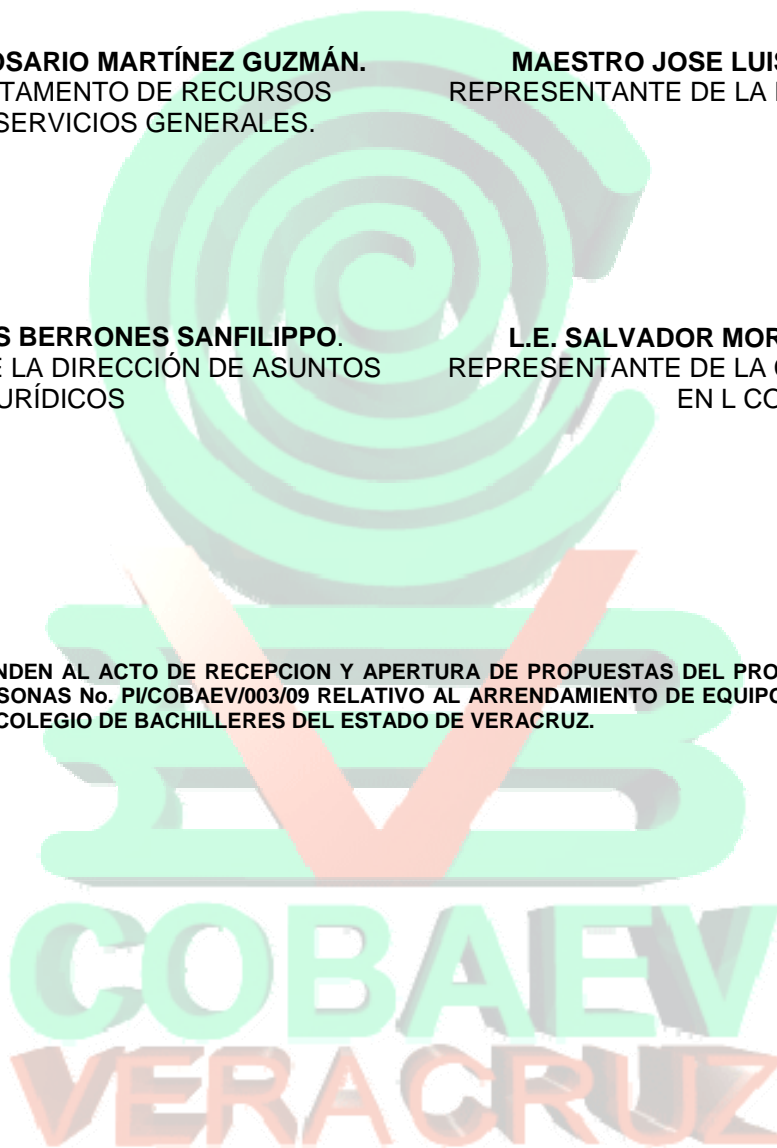 OSARIO MARTÍNEZ GUZMÁN.
TAMENTO DE RECURSOS
SERVICIOS GENERALES.
MAESTRO JOSE LUIS
REPRESENTANTE DE LA
S BERRONES SANFILIPPO.
E LA DIRECCIÓN DE ASUNTOS
URÍDICOS
L.E. SALVADOR MOR
REPRESENTANTE DE LA
EN L CO
NDEN AL ACTO DE RECEPCION Y APERTURA DE PROPUESTAS DEL PRO
SONAS No. PI/COBAEV/003/09 RELATIVO AL ARRENDAMIENTO DE EQUIPO
COLEGIO DE BACHILLERES DEL ESTADO DE VERACRUZ.
COBAEV
VERACRUZ